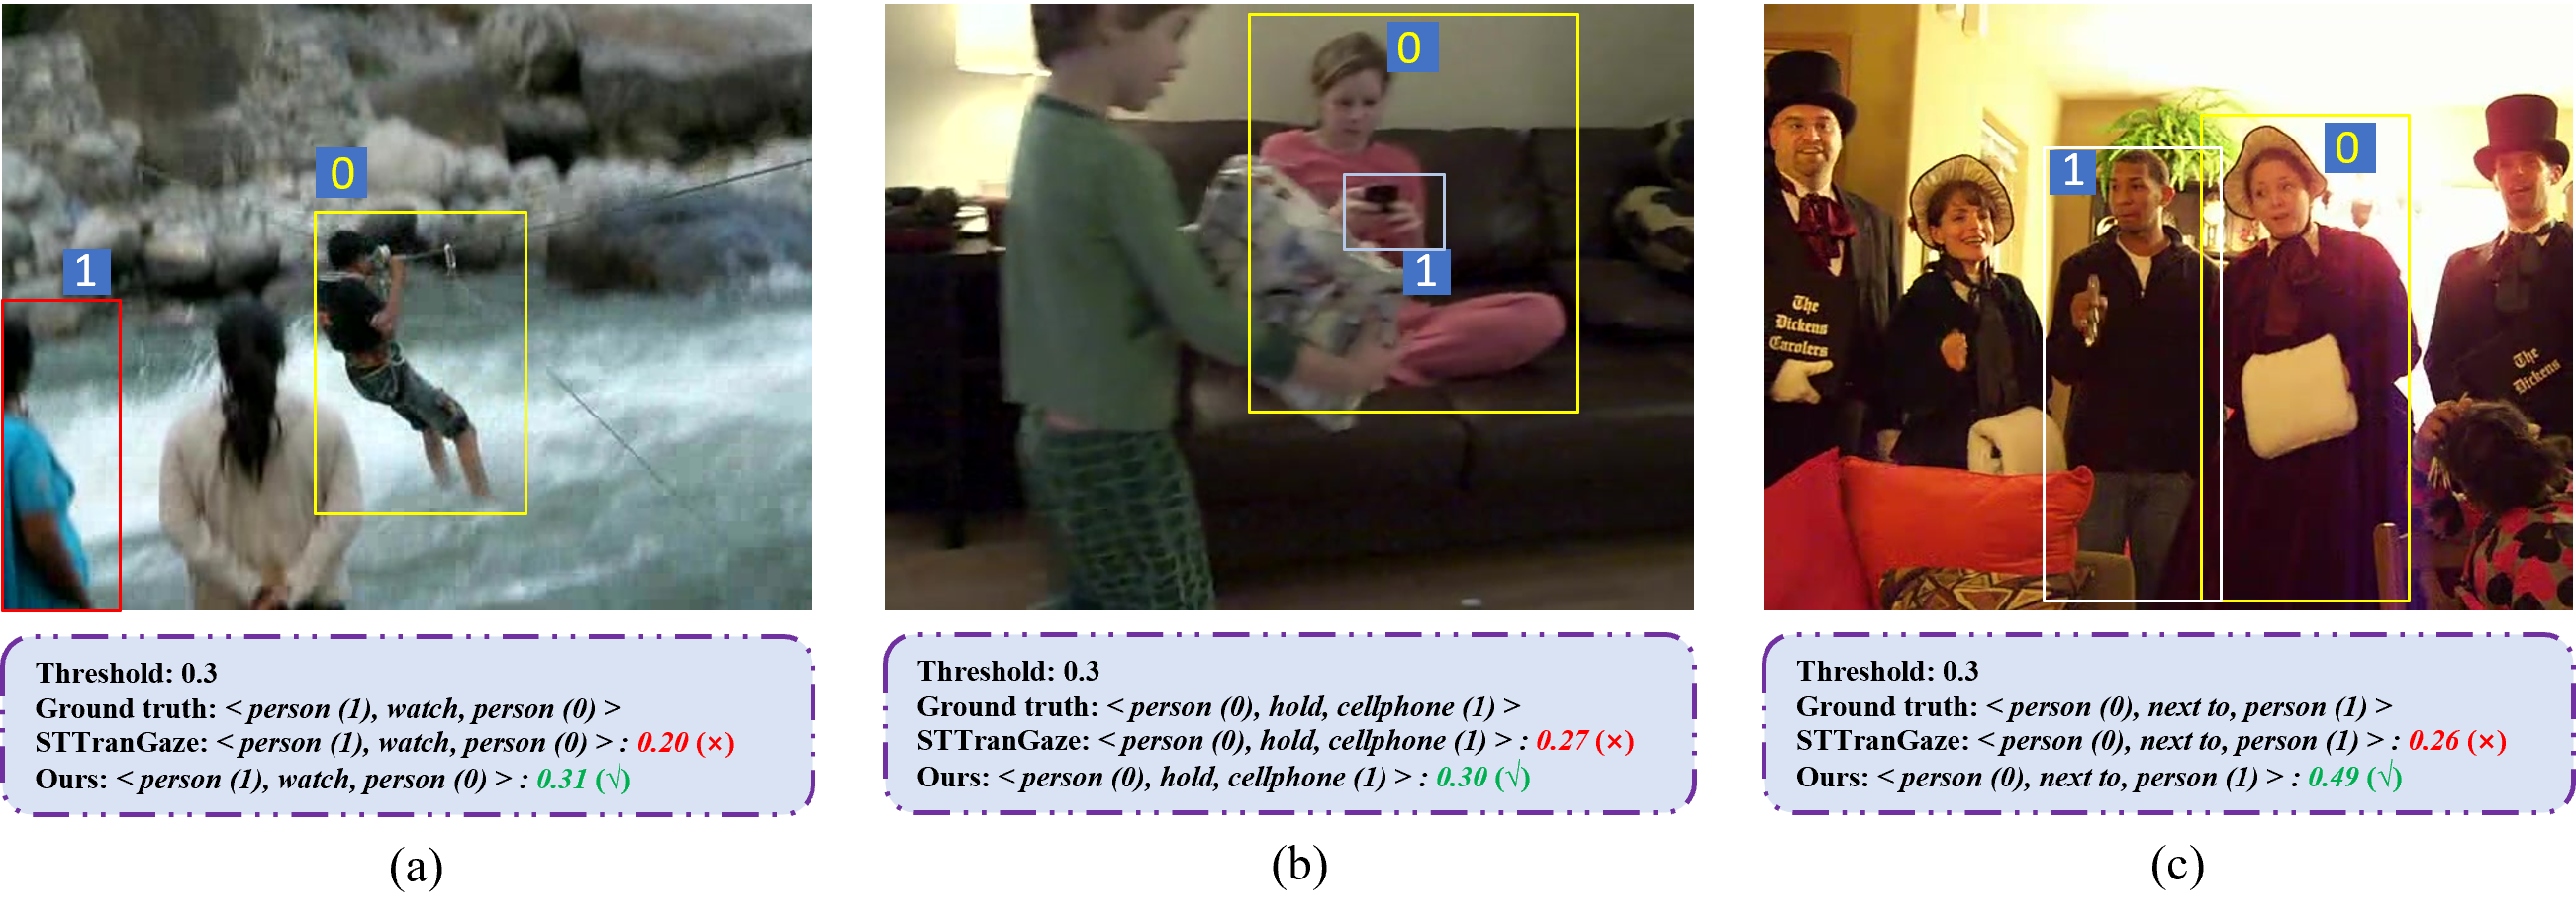 0
1
0
1
1
0
The
Dickens
Carolers
The
Dickens
Threshold: 0.3
Ground truth: < person (1), watch, person (0) >
STTranGaze: < person (1), watch, person (0) > : 0.20 (×)
Ours: < person (1), watch, person (0) > : 0.31 (√)
Threshold: 0.3
Ground truth: < person (0), hold, cellphone (1) >
STTranGaze: < person (0), hold, cellphone (1) > : 0.27 (×)
Ours: < person (0), hold, cellphone (1) > : 0.30 (√)
Threshold: 0.3
Ground truth: < person (0), next to, person (1) >
STTranGaze: < person (0), next to, person (1) > : 0.26 (×)
Ours: < person (0), next to, person (1) > : 0.49 (√)
(a)
(b)
(c)